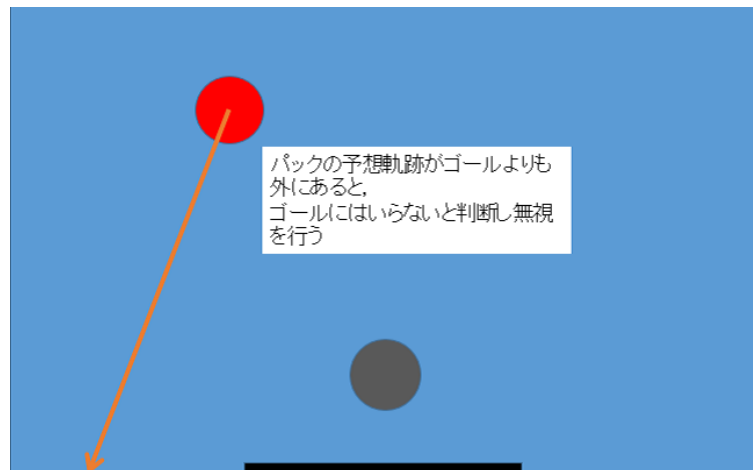 パックの予想軌跡がゴールよりも
外にあると,
ゴールにはいらないと判断し無視
を行う